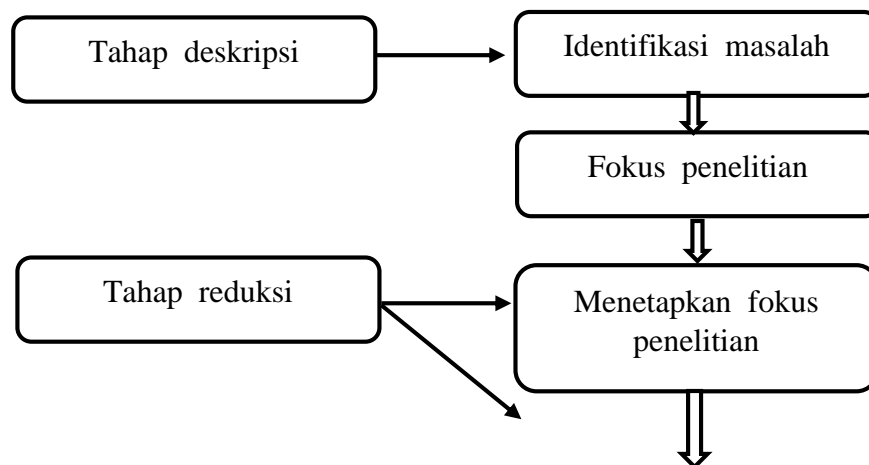 Tahap deskripsi
Identifikasi masalah
Fokus penelitian
Tahap reduksi
Menetapkan fokus
penelitian